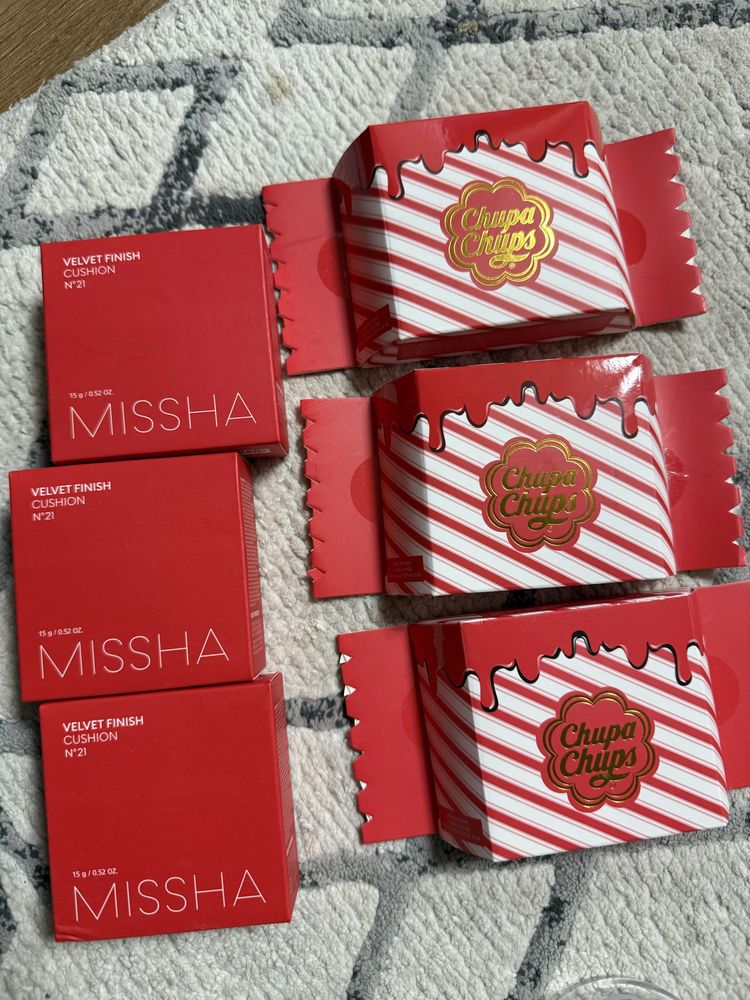 VELVET FINISH
CUSHION
N°21
15 g / 0.52 OZ.
MISSHA
VELVET FINISH
CUSHION
N°21
15 g / 0.52 OZ.
MISSHA
VELVET FINISH
CUSHION
N°21
15 g / 0.52 OZ.
MISSHA
Chupa
Chups
®
Chupa
Chups
Chupa
Chups